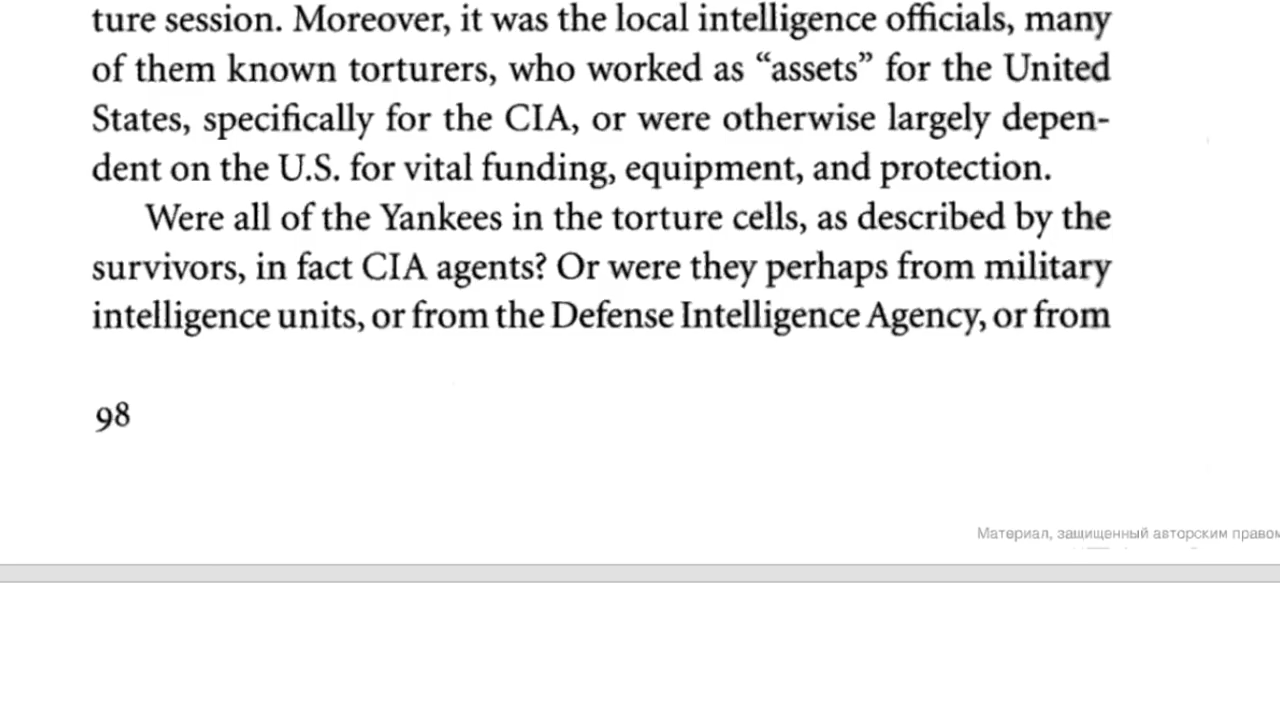 ture session. Moreover, it was the local intelligence officials, many
of them known torturers, who worked as “assets” for the United
States, specifically for the CIA, or were otherwise largely depen-
dent on the U.S. for vital funding, equipment, and protection.
Were all of the Yankees in the torture cells, as described by the
survivors, in fact CIA agents? Or were they perhaps from military
intelligence units, or from the Defense Intelligence Agency, or from
98
Материал, защищенный авторским правом